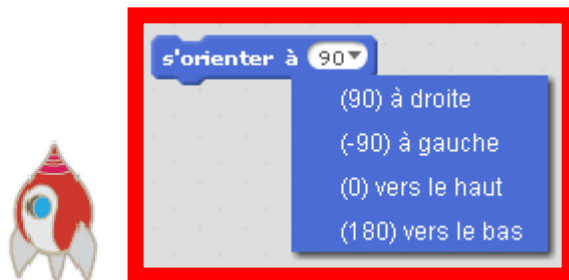 s'orienter à 90
(90) à droite
(-90) à gauche
(0) vers le haut
(180) vers le bas